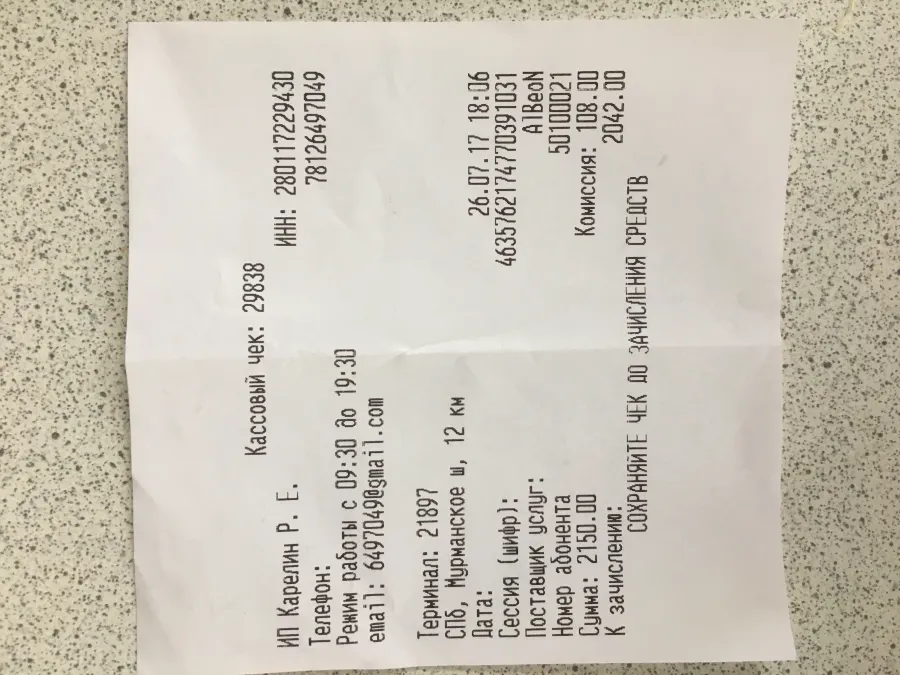 Кассовый чек: 29838
ИП Карелин Р. Е. ИНН: 280117229430
Телефон: 78126497049
Режим работы с 09:30 до 19:30
email: 6497049@gmail.com
Терминал: 21897
СПб, Мурманское ш, 12 км
Дата: 26.07.17 18:06
Сессия (шифр): 46357621747770391031
Поставщик услуг: AlBeoN
Номер абонента 50100021
Сумма: 2150.00 Комиссия: 108.00
К зачислению: 2042.00
СОХРАНЯЙТЕ ЧЕК ДО ЗАЧИСЛЕНИЯ СРЕДСТВ